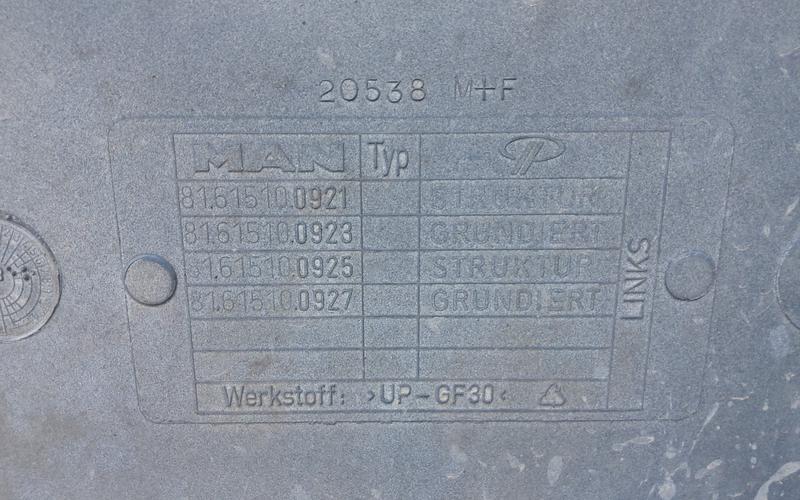 20538 M+F
MAN Typ
81.61510.0921 STRUKTUR
81.61510.0923 GRUNDIERT
81.61510.0925 STRUKTUR
81.61510.0927 GRUNDIERT
LINKS
Werkstoff: >UP-GF30<